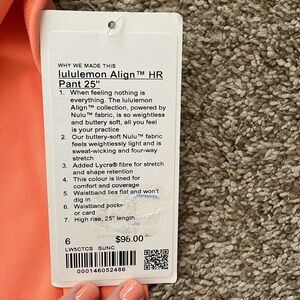 WHY WE MADE THIS
lululemon Align™ HR
Pant 25"
1. When feeling nothing is
everything. The lululemon
Align™ collection, powered by
Nulu™ fabric, is so weightless
and buttery soft, all you feel
is your practice
2. Our buttery-soft Nulu™ fabric
feels weightlessly light and is
sweat-wicking and four-way
stretch
3. Added Lycra® fibre for stretch
and shape retention
4. This colour is lined for
comfort and coverage
5. Waistband lies flat and won't
dig in
6. Waistband pocke
or card
7. High rise, 25" length
6 $98.00
LW5CTCS SUNC
000146052486